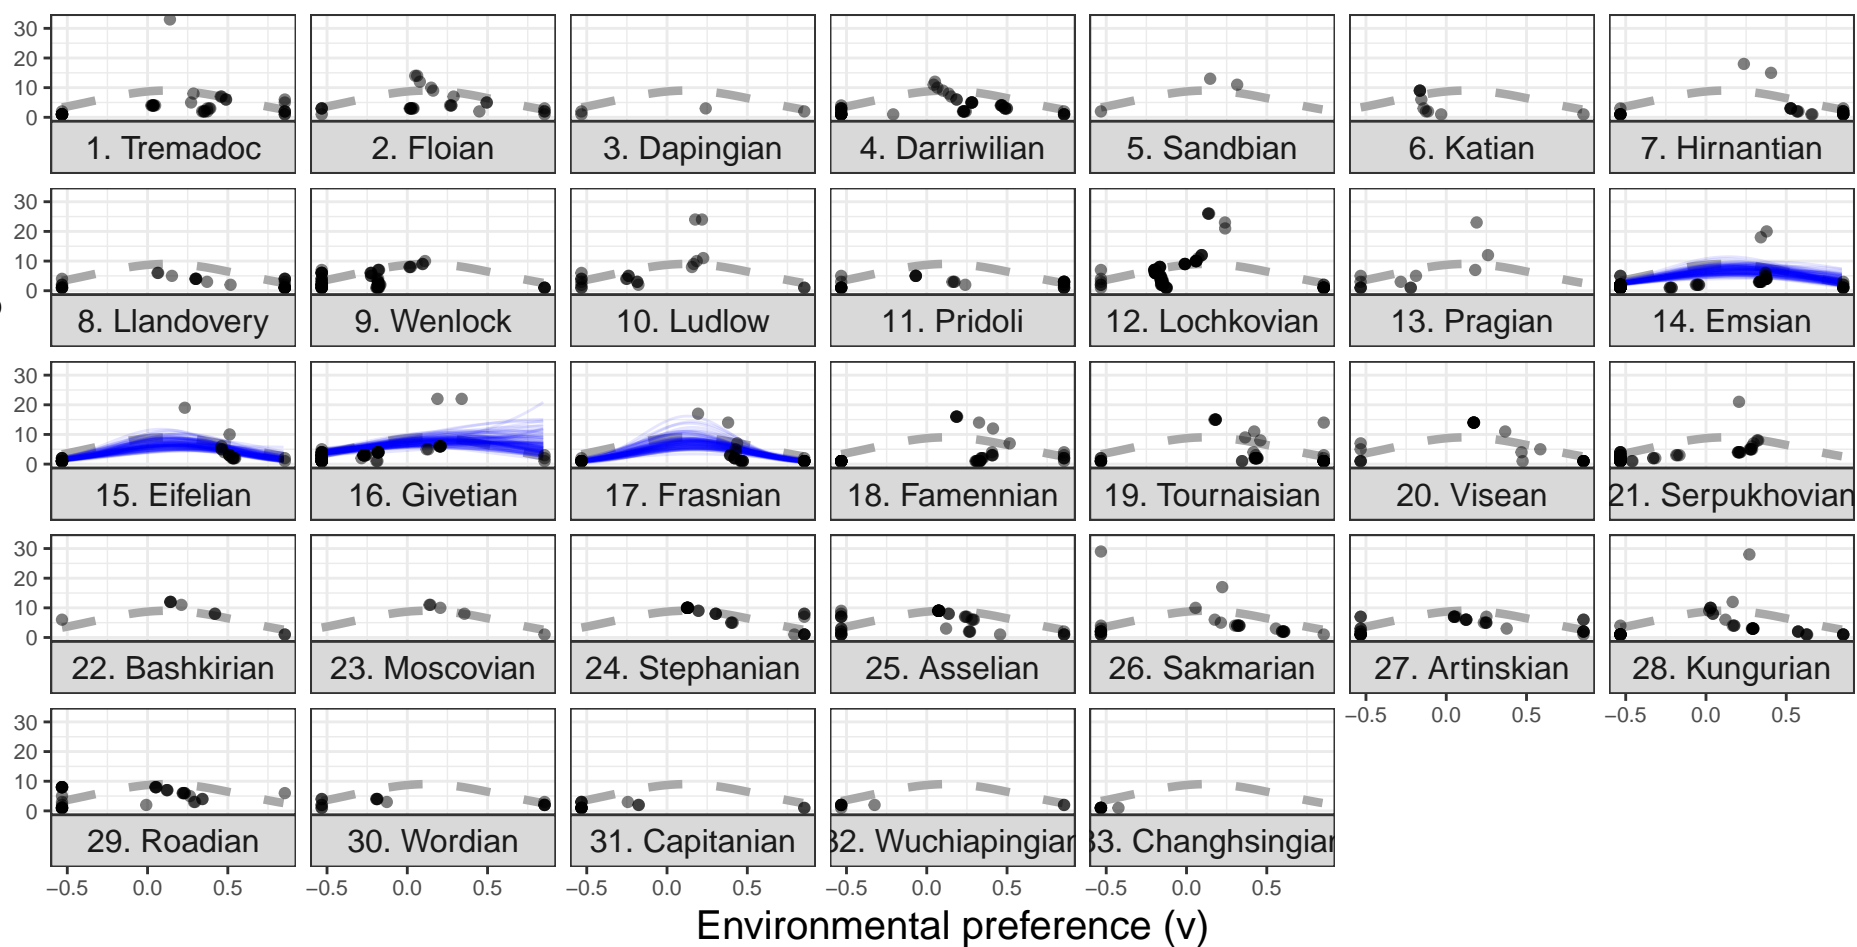 30
20
10
0
1. Tremadoc
2. Floian
3. Dapingian
4. Darriwilian
5. Sandbian
6. Katian
7. Hirnantian
30
20
10
0
8. Llandovery
9. Wenlock
10. Ludlow
11. Pridoli
12. Lochkovian
13. Pragian
14. Emsian
30
20
10
0
15. Eifelian
16. Givetian
17. Frasnian
18. Famennian
19. Tournaisian
20. Visean
21. Serpukhovian
30
20
10
0
22. Bashkirian
23. Moscovian
24. Stephanian
25. Asselian
26. Sakmarian
27. Artinskian
28. Kungurian
−0.5 0.0 0.5
−0.5 0.0 0.5
30
20
10
0
29. Roadian
30. Wordian
31. Capitanian
32. Wuchiapingian
33. Changhsingian
−0.5 0.0 0.5
−0.5 0.0 0.5
−0.5 0.0 0.5
−0.5 0.0 0.5
−0.5 0.0 0.5
Environmental preference (v)